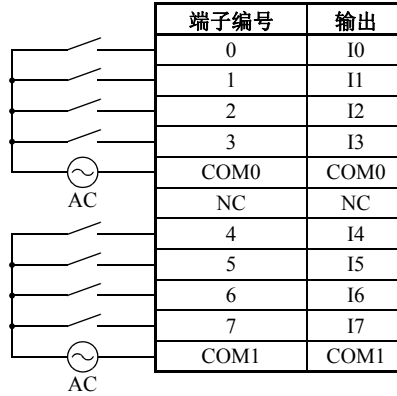 端子编号 输出
0 I0
1 I1
2 I2
3 I3
COM0 COM0
AC
NC NC
4 I4
5 I5
6 I6
7 I7
COM1 COM1
AC